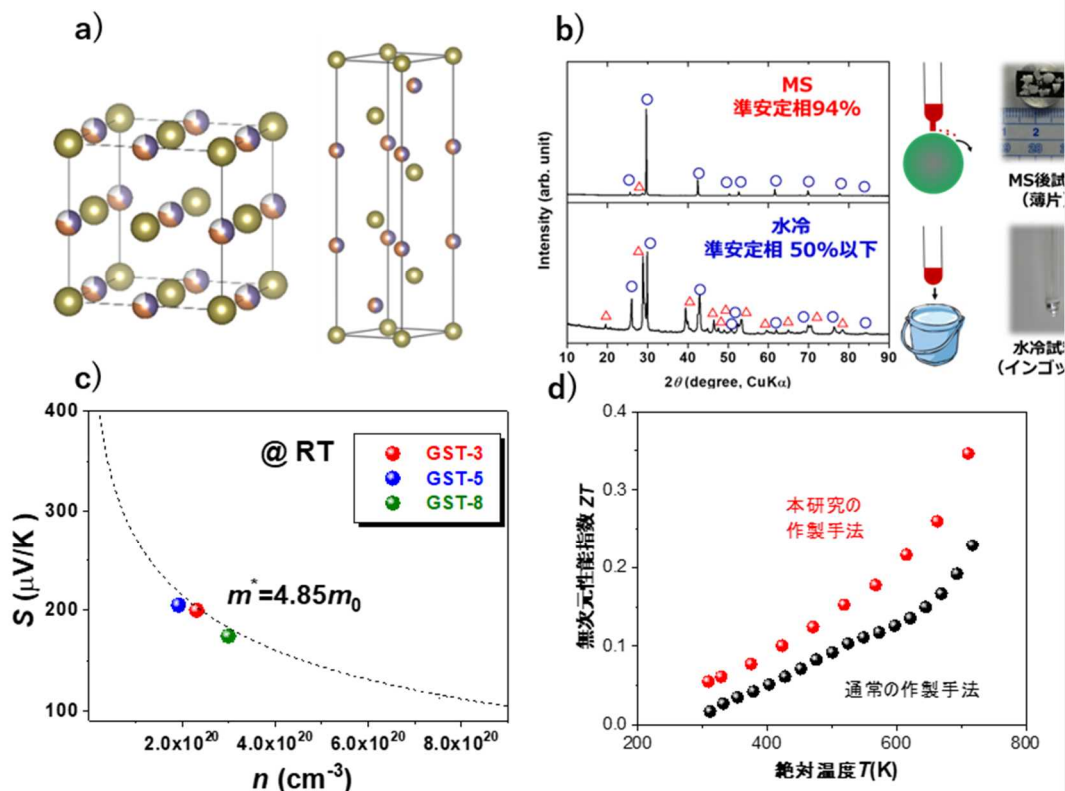 a)
b)
MS
準安定相94%
水冷
準安定相 50%以下
Intensity (arb. unit)
10 20 30 40 50 60 70 80 90
2θ (degree, CuKα)
MS後試
(薄片
水冷試
(インゴッ
c)
@ RT
GST-3
GST-5
GST-8
m*=4.85m0
400
300
200
100
S (μV/K)
2.0x10^20 4.0x10^20 6.0x10^20 8.0x10^20
n (cm^-3)
d)
本研究の
作製手法
通常の作製手法
無次元性能指数 ZT
0.4
0.3
0.2
0.1
0.0
200 400 600 800
絶対温度T(K)